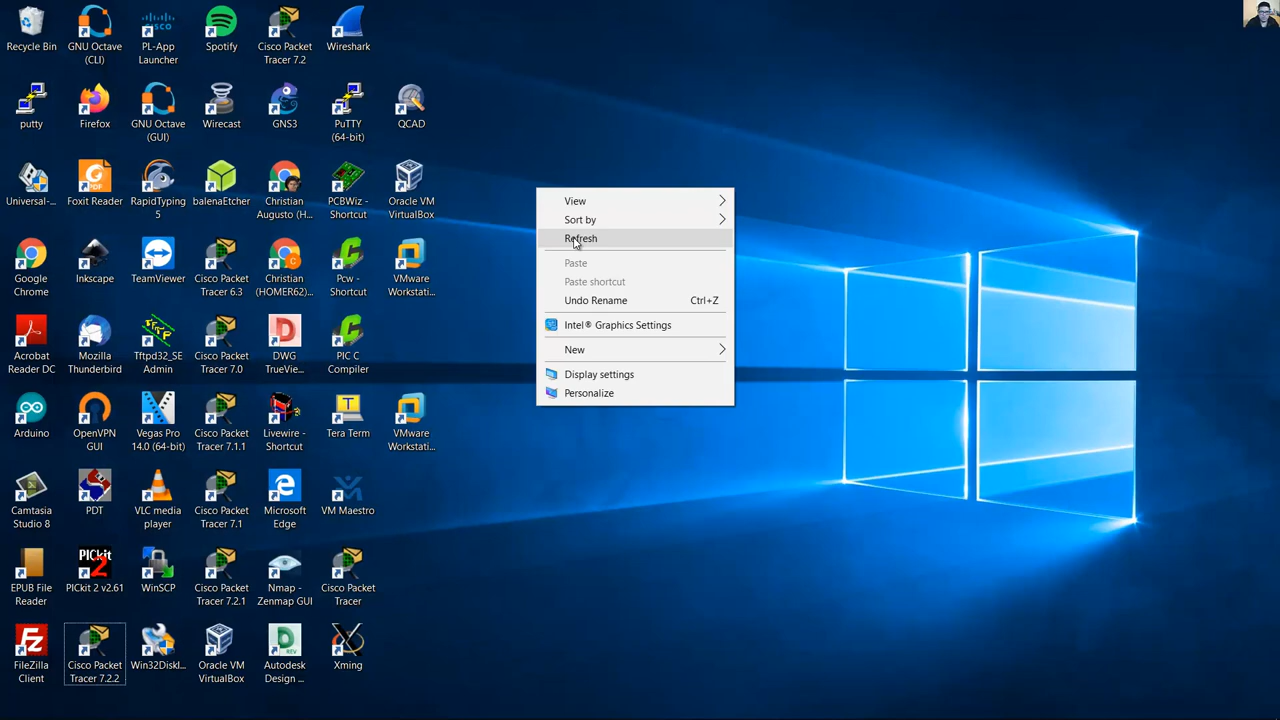 Recycle Bin
GNU Octave
(CLI)
PL-App
Launcher
Spotify
Cisco Packet
Tracer 7.2
Wireshark
putty
Firefox
GNU Octave
(GUI)
Wirecast
GNS3
PuTTY
(64-bit)
QCAD
Universal-...
Foxit Reader
RapidTyping
5
balenaEtcher
Christian
Augusto (H...
PCBWiz -
Shortcut
Oracle VM
VirtualBox
Google
Chrome
Inkscape
TeamViewer
Cisco Packet
Tracer 6.3
Christian
(HOMER62)...
Pcw -
Shortcut
VMware
Workstati...
Acrobat
Reader DC
Mozilla
Thunderbird
Tftpd32_SE
Admin
Cisco Packet
Tracer 7.0
DWG
TrueVie...
PIC C
Compiler
Arduino
OpenVPN
GUI
Vegas Pro
14.0 (64-bit)
Cisco Packet
Tracer 7.1.1
Livewire -
Shortcut
Tera Term
VMware
Workstati...
Camtasia
Studio 8
PDT
VLC media
player
Cisco Packet
Tracer 7.1
Microsoft
Edge
VM Maestro
EPUB File
Reader
PICkit
2
PICkit 2 v2.61
WinSCP
Cisco Packet
Tracer 7.2.1
Nmap -
Zenmap GUI
Cisco Packet
Tracer
FileZilla
Client
Cisco Packet
Tracer 7.2.2
Win32DiskI...
Oracle VM
VirtualBox
Autodesk
Design ...
Xming
View
Sort by
Refresh
Paste
Paste shortcut
Undo Rename Ctrl+Z
Intel® Graphics Settings
New
Display settings
Personalize